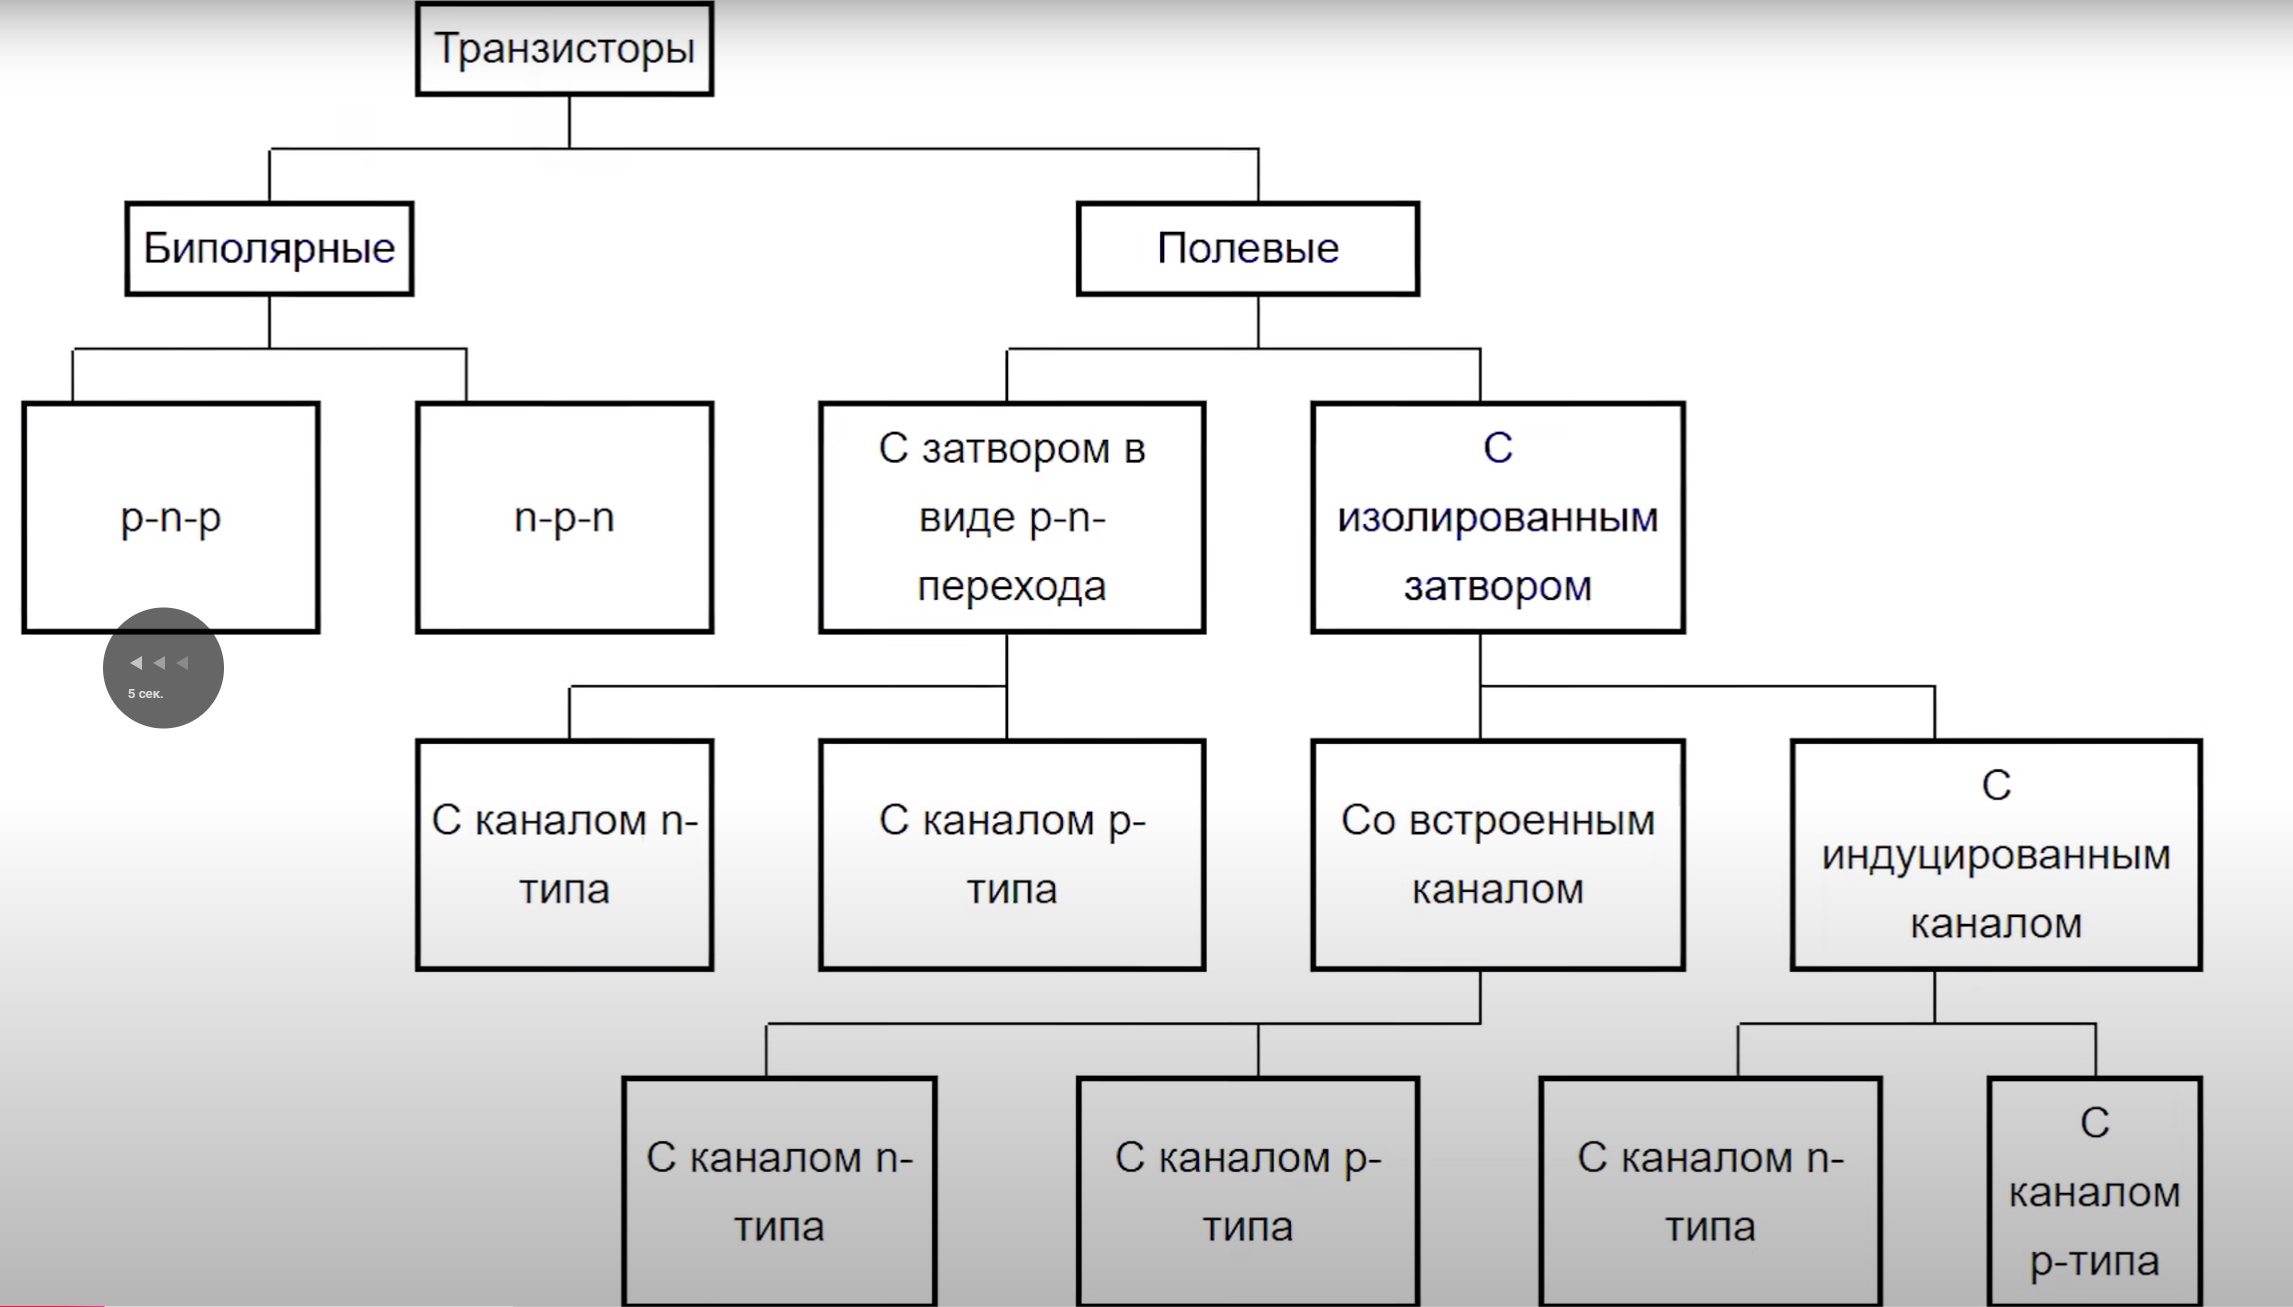 Транзисторы
Биполярные
Полевые
p-n-p
n-p-n
С затвором в
виде p-n-
перехода
С
изолированным
затвором
5 сек.
С каналом n-
типа
С каналом p-
типа
Со встроенным
каналом
С
индуцированным
каналом
С каналом n-
типа
С каналом p-
типа
С каналом n-
типа
С
каналом
p-типа